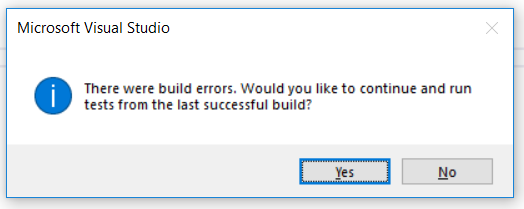 Microsoft Visual Studio
There were build errors. Would you like to continue and run
tests from the last successful build?
Yes
No